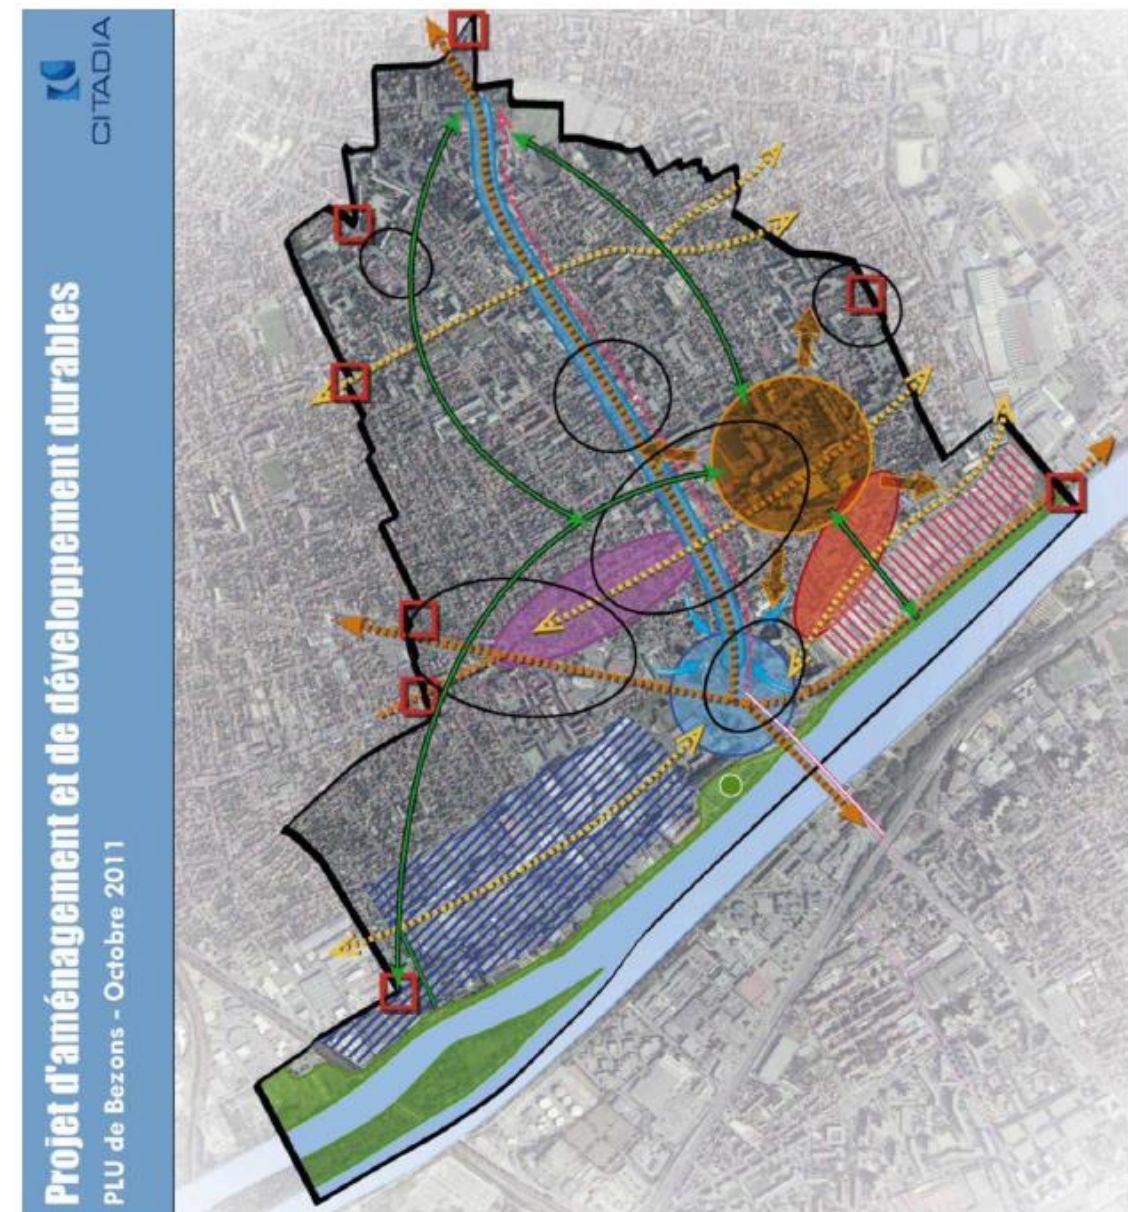 CITADIA
Projet d'aménagement et de développement durables
PLU de Bezons - Octobre 2011